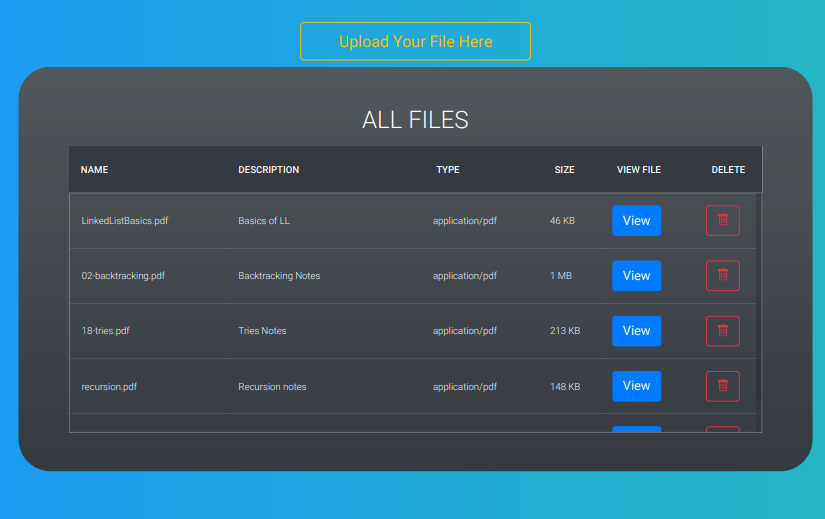 Upload Your File Here
ALL FILES
NAME DESCRIPTION TYPE SIZE VIEW FILE DELETE
LinkedListBasics.pdf Basics of LL application/pdf 46 KB View
02-backtracking.pdf Backtracking Notes application/pdf 1 MB View
18-tries.pdf Tries Notes application/pdf 213 KB View
recursion.pdf Recursion notes application/pdf 148 KB View